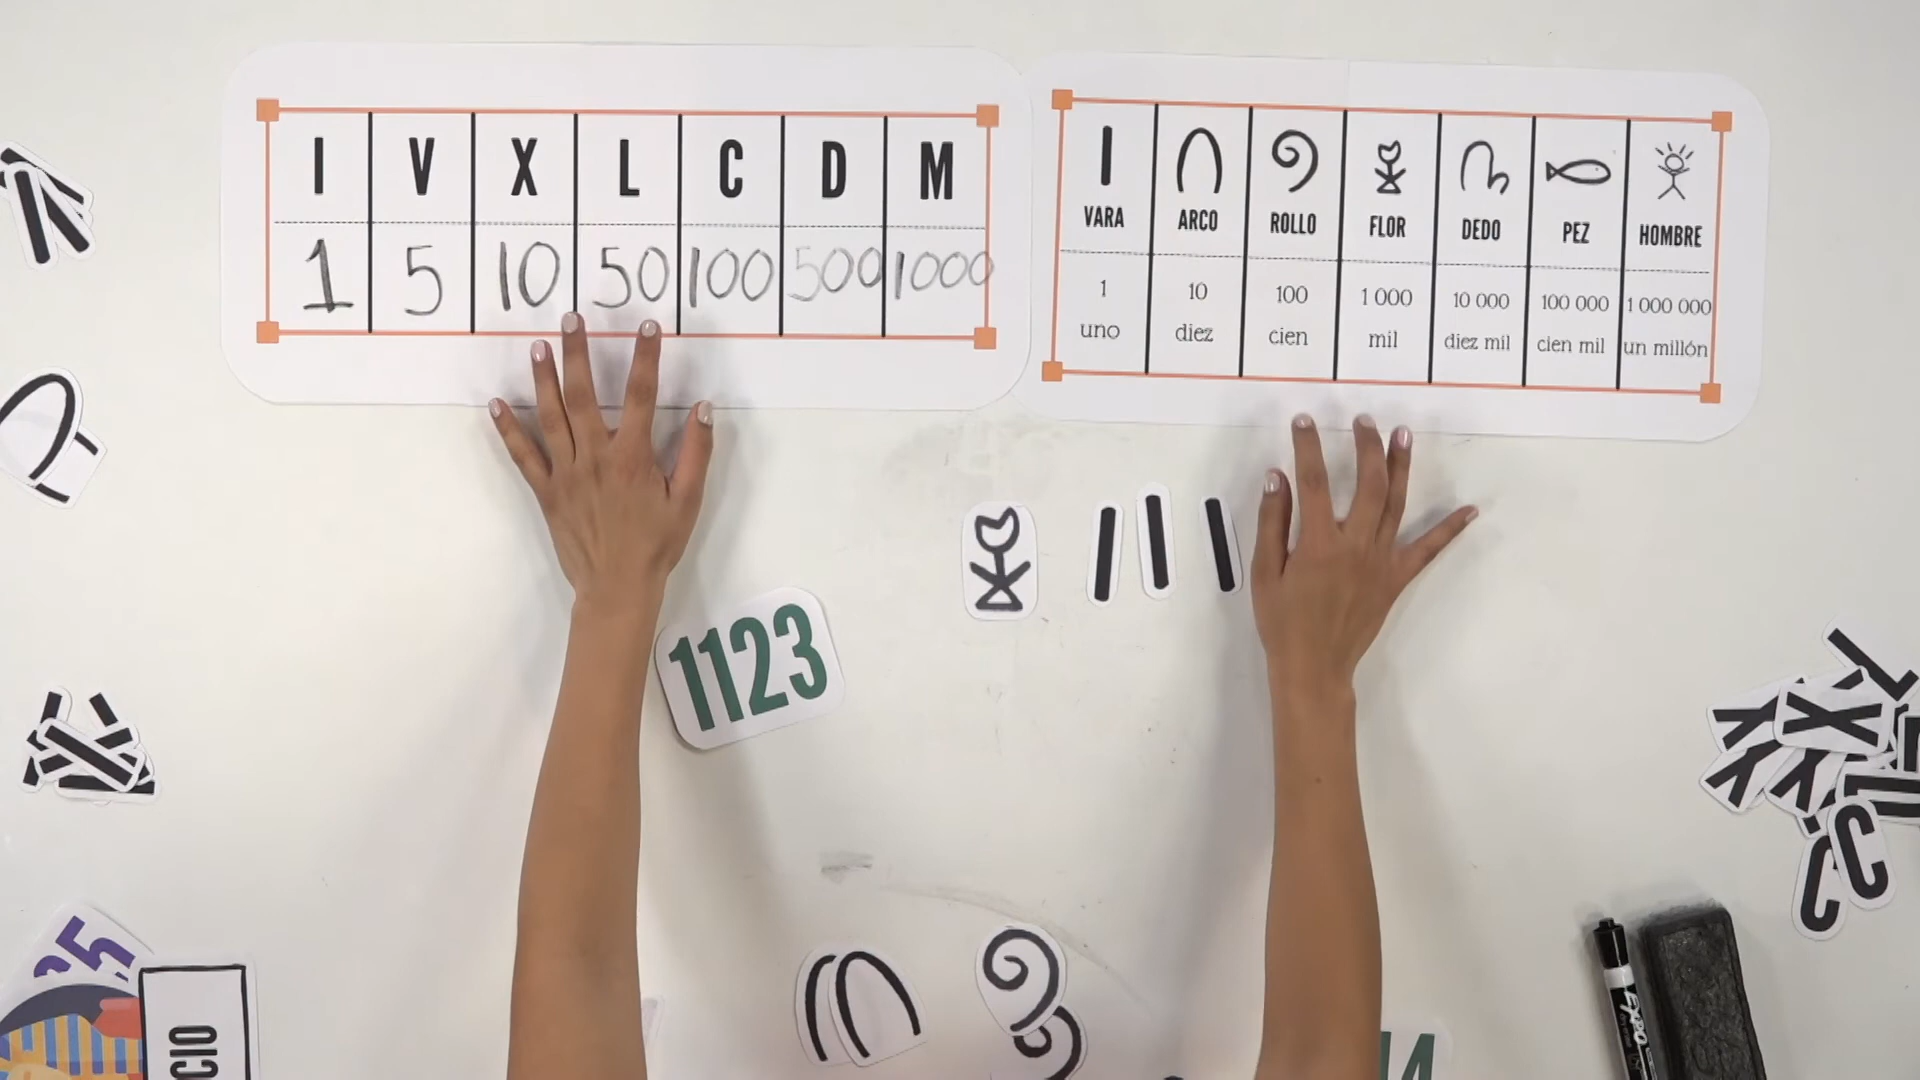 I V X L C D M
1 5 10 50 100 500 1000
VARA ARCO ROLLO FLOR DEDO PEZ HOMBRE
1 10 100 1 000 10 000 100 000 1 000 000
uno diez cien mil diez mil cien mil un millón
1123
X
C
C
EXPO